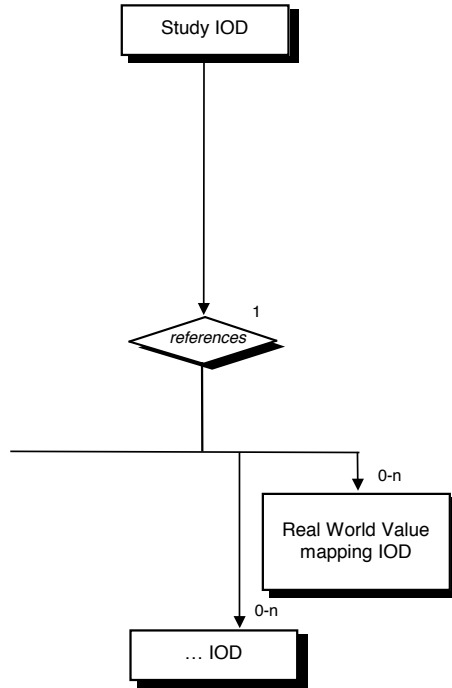 Study IOD
1
references
0-n
Real World Value
mapping IOD
0-n
… IOD